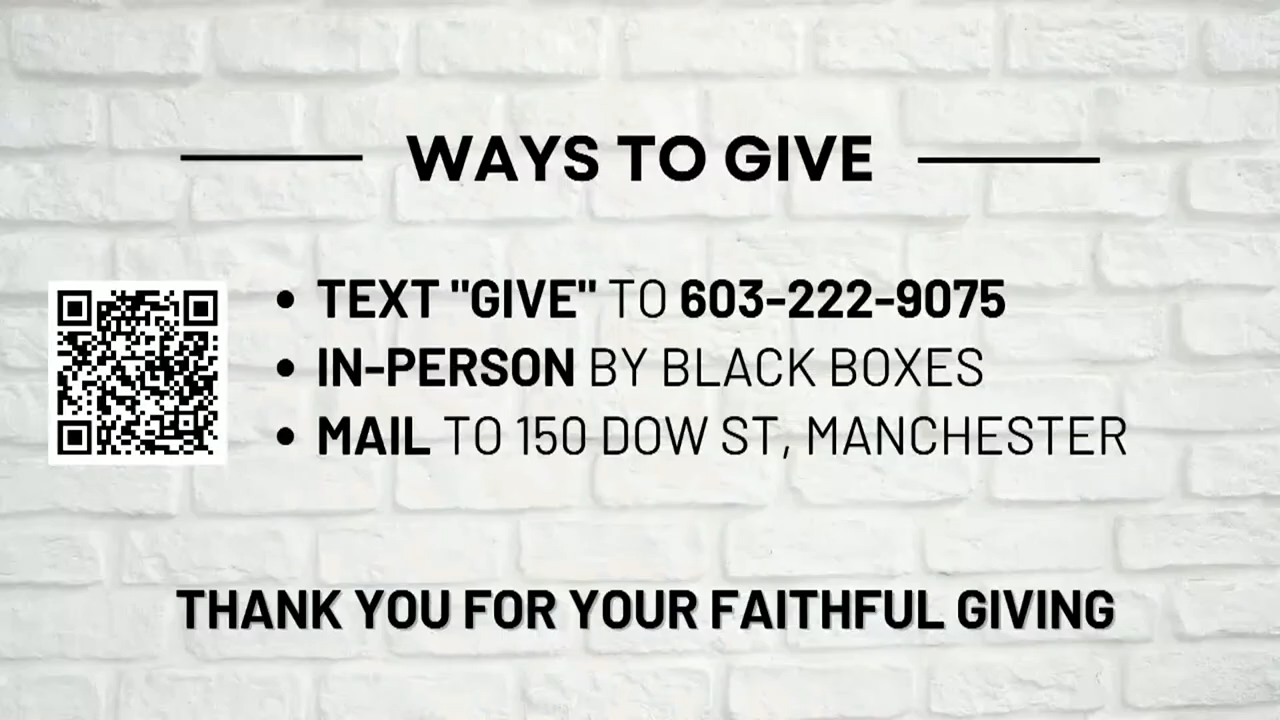 WAYS TO GIVE
• TEXT "GIVE" TO 603-222-9075
• IN-PERSON BY BLACK BOXES
• MAIL TO 150 DOW ST, MANCHESTER
THANK YOU FOR YOUR FAITHFUL GIVING